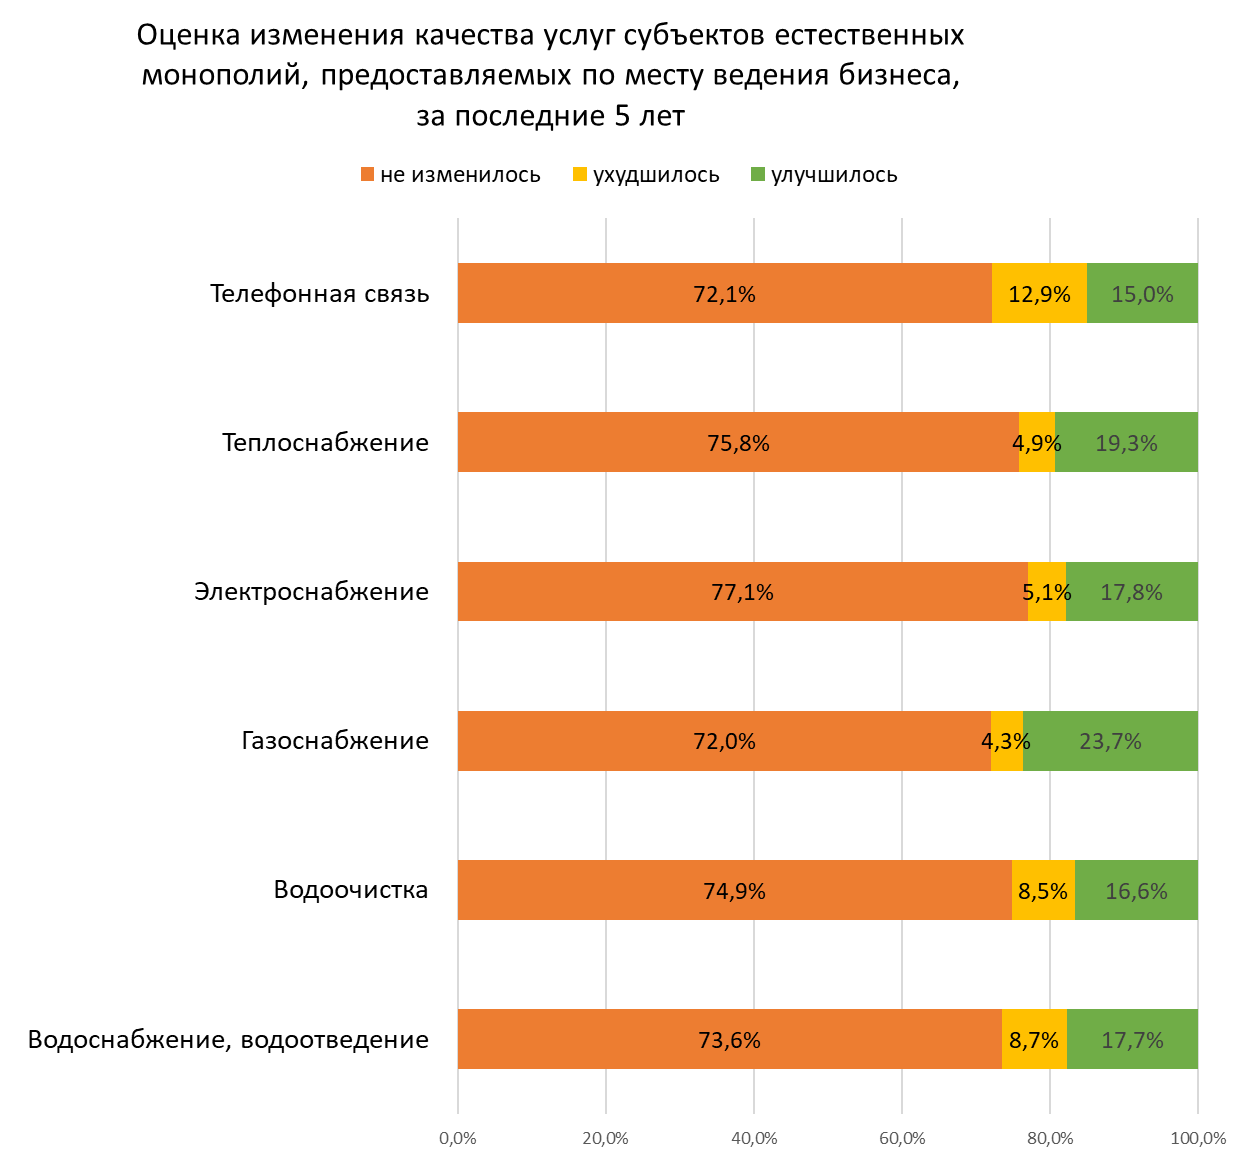 Оценка изменения качества услуг субъектов естественных
монополий, предоставляемых по месту ведения бизнеса,
за последние 5 лет
не изменилось ухудшилось улучшилось
Телефонная связь 72,1% 12,9% 15,0%
Теплоснабжение 75,8% 4,9% 19,3%
Электроснабжение 77,1% 5,1% 17,8%
Газоснабжение 72,0% 4,3% 23,7%
Водоочистка 74,9% 8,5% 16,6%
Водоснабжение, водоотведение 73,6% 8,7% 17,7%
0,0% 20,0% 40,0% 60,0% 80,0% 100,0%